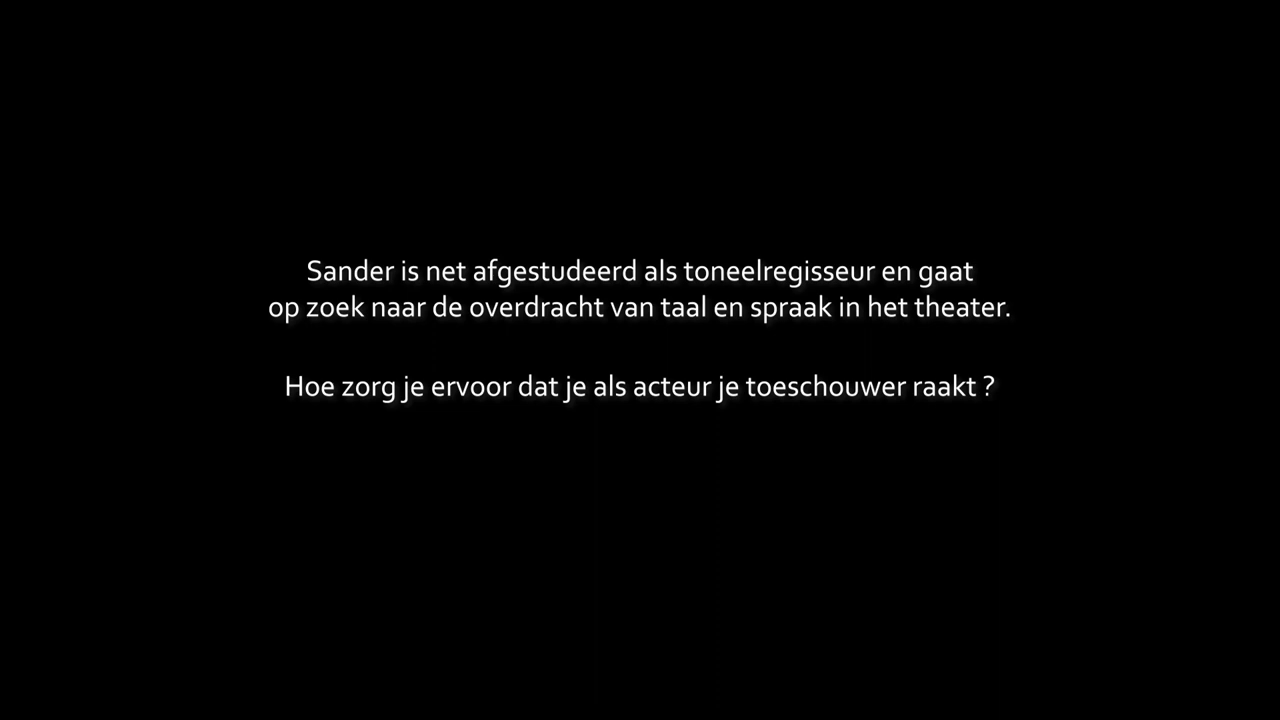 Sander is net afgestudeerd als toneelregisseur en gaat
op zoek naar de overdracht van taal en spraak in het theater.
Hoe zorg je ervoor dat je als acteur je toeschouwer raakt ?